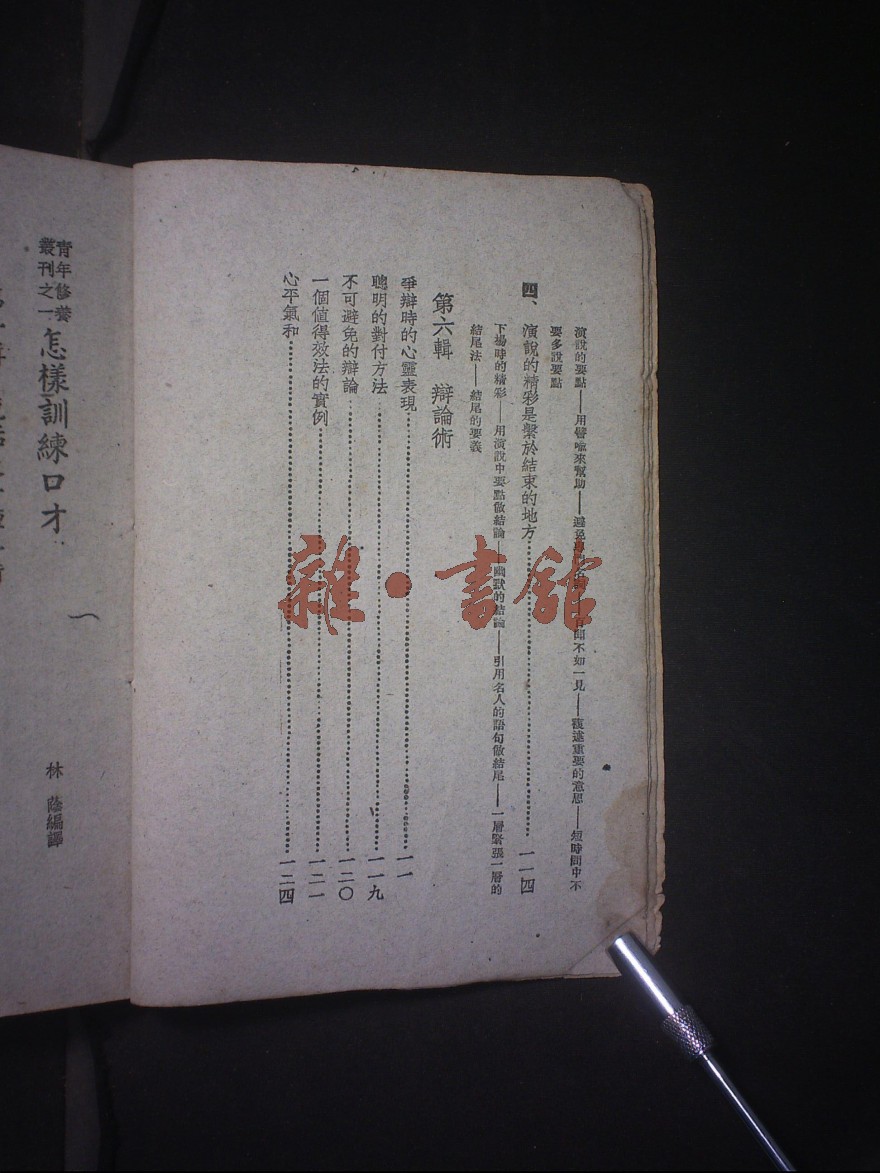 演說的要點——用譬喻來幫助——避免
不如一見——複述重要的意思——短時間中不
要多說要點
四、演說的精彩是繫於結束的地方……一一四
下場時的精彩——用演說中要點做結論——幽默的結論——引用名人的語句做結尾——一層緊張一層的
結尾法——結尾的要義
第六輯 辯論術
爭辯時的心靈表現……一一
聰明的對付方法……一一九
不可避免的辯論……一二〇
一個值得效法的實例……一二一
心平氣和……一二四
雜·書館
青年修養
叢刊之一
怎樣訓練口才
一
林蔭編譯